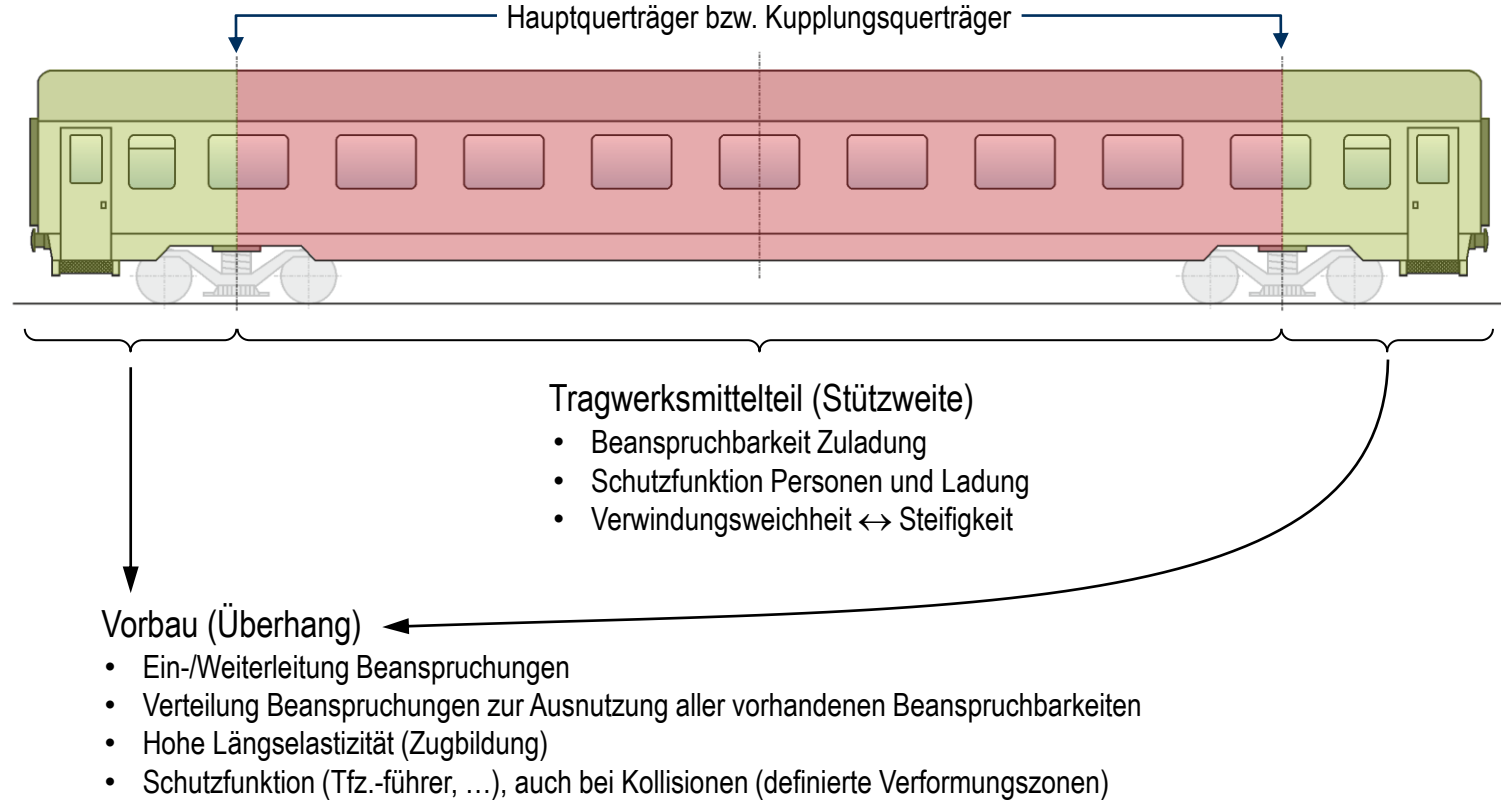 Hauptquerträger bzw. Kupplungsquerträger
Tragwerksmittelteil (Stützweite)
• Beanspruchbarkeit Zuladung
• Schutzfunktion Personen und Ladung
• Verwindungsweichheit ↔ Steifigkeit
Vorbau (Überhang)
• Ein-/Weiterleitung Beanspruchungen
• Verteilung Beanspruchungen zur Ausnutzung aller vorhandenen Beanspruchbarkeiten
• Hohe Längselastizität (Zugbildung)
• Schutzfunktion (Tfz.-führer, …), auch bei Kollisionen (definierte Verformungszonen)